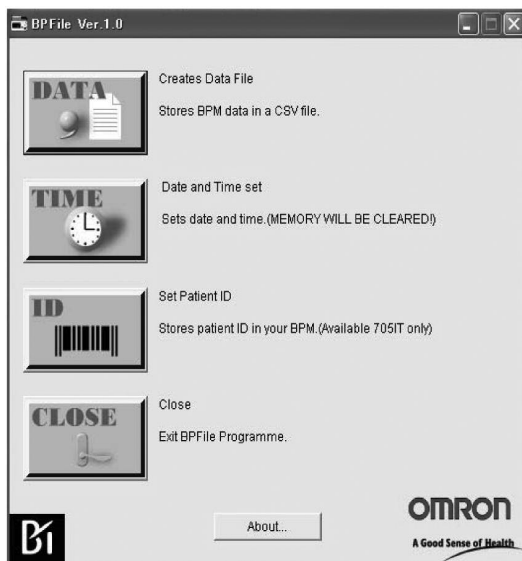 BPFile Ver.1.0
DATA
Creates Data File
Stores BPM data in a CSV file.
TIME
Date and Time set
Sets date and time.(MEMORY WILL BE CLEARED!)
ID
Set Patient ID
Stores patient ID in your BPM.(Available 705IT only)
CLOSE
Close
Exit BPFile Programme.
About...
OMRON
A Good Sense of Health